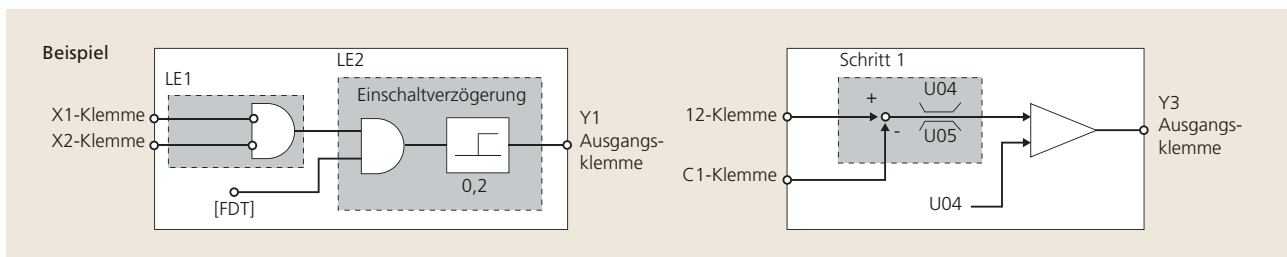 Beispiel
LE1
LE2
Einschaltverzögerung
X1-Klemme
X2-Klemme
[FDT]
0,2
Y1
Ausgangs-
klemme
Schritt 1
U04
U05
+
-
12-Klemme
C1-Klemme
U04
Y3
Ausgangs-
klemme